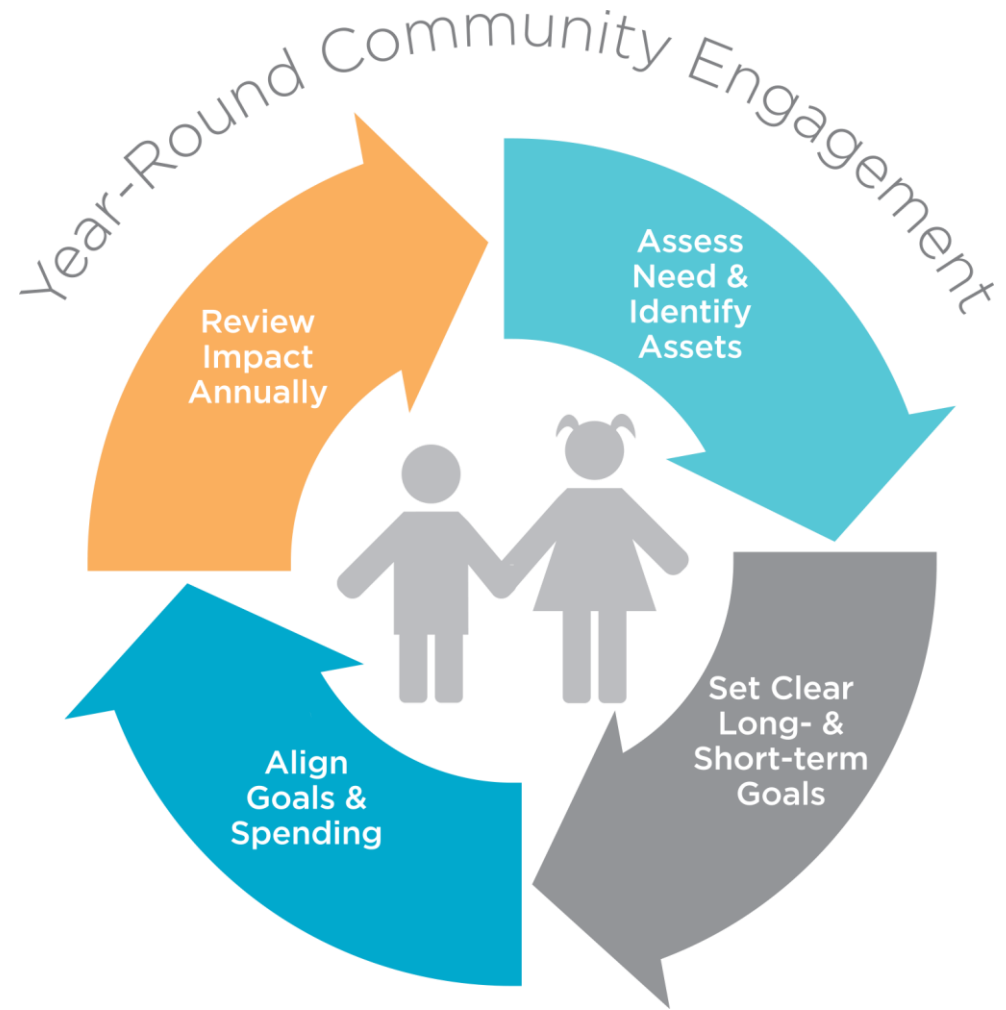 Year-Round Community Engagement
Assess
Need &
Identify
Assets
Set Clear
Long- &
Short-term
Goals
Align
Goals &
Spending
Review
Impact
Annually